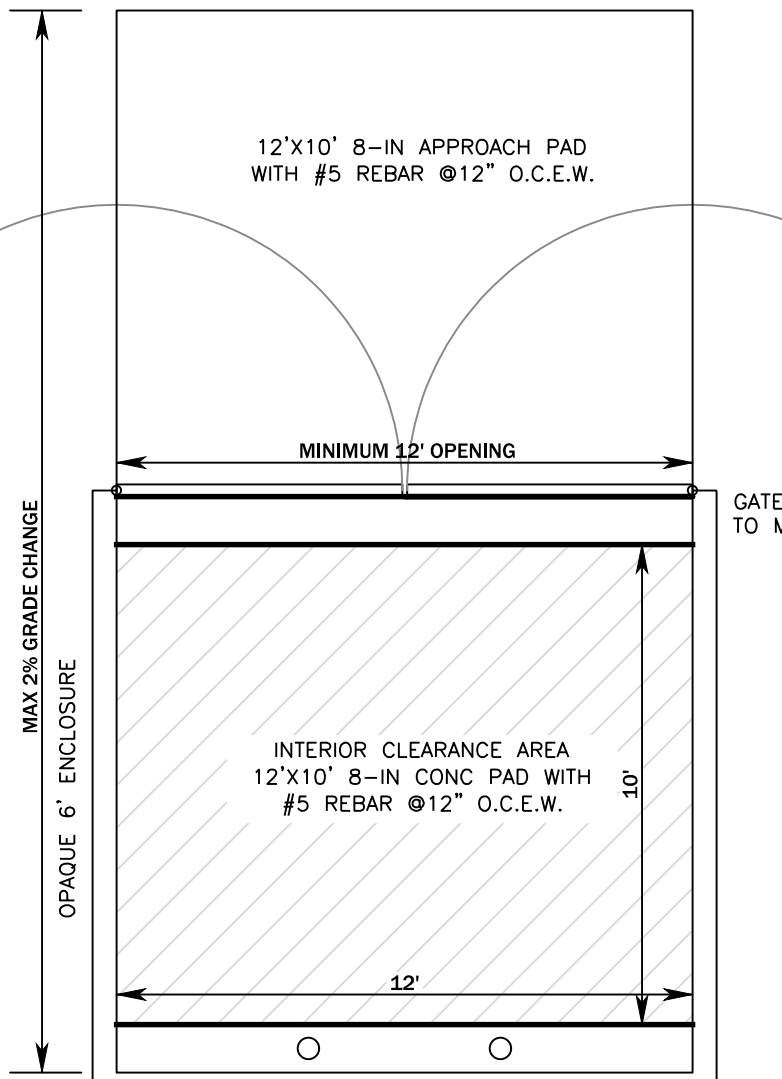 12'X10' 8-IN APPROACH PAD
WITH #5 REBAR @12" O.C.E.W.
MINIMUM 12' OPENING
GATE
TO M
MAX 2% GRADE CHANGE
OPAQUE 6' ENCLOSURE
INTERIOR CLEARANCE AREA
12'X10' 8-IN CONC PAD WITH
#5 REBAR @12" O.C.E.W.
10'
12'